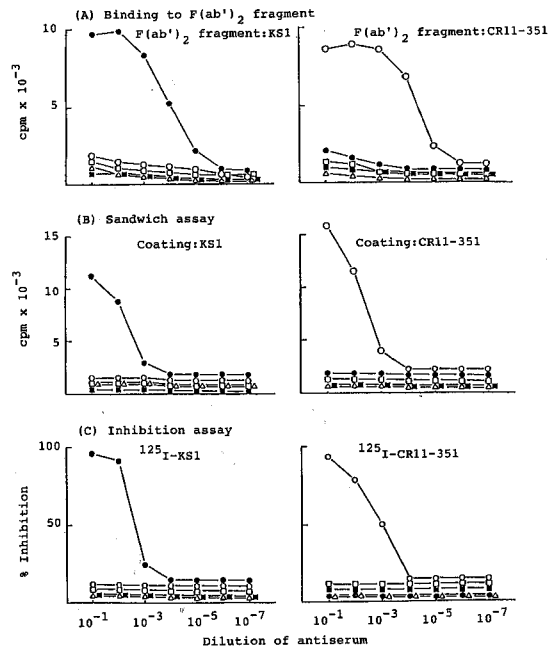 (A) Binding to F(ab')2 fragment
F(ab')2 fragment:KS1
F(ab')2 fragment:CR11-351
cpm x 10⁻³
10
5
(B) Sandwich assay
Coating:KS1
Coating:CR11-351
cpm x 10⁻³
15
10
5
(C) Inhibition assay
¹²⁵I-KS1
¹²⁵I-CR11-351
% Inhibition
100
50
10⁻¹ 10⁻³ 10⁻⁵ 10⁻⁷ 10⁻¹ 10⁻³ 10⁻⁵ 10⁻⁷
Dilution of antiserum